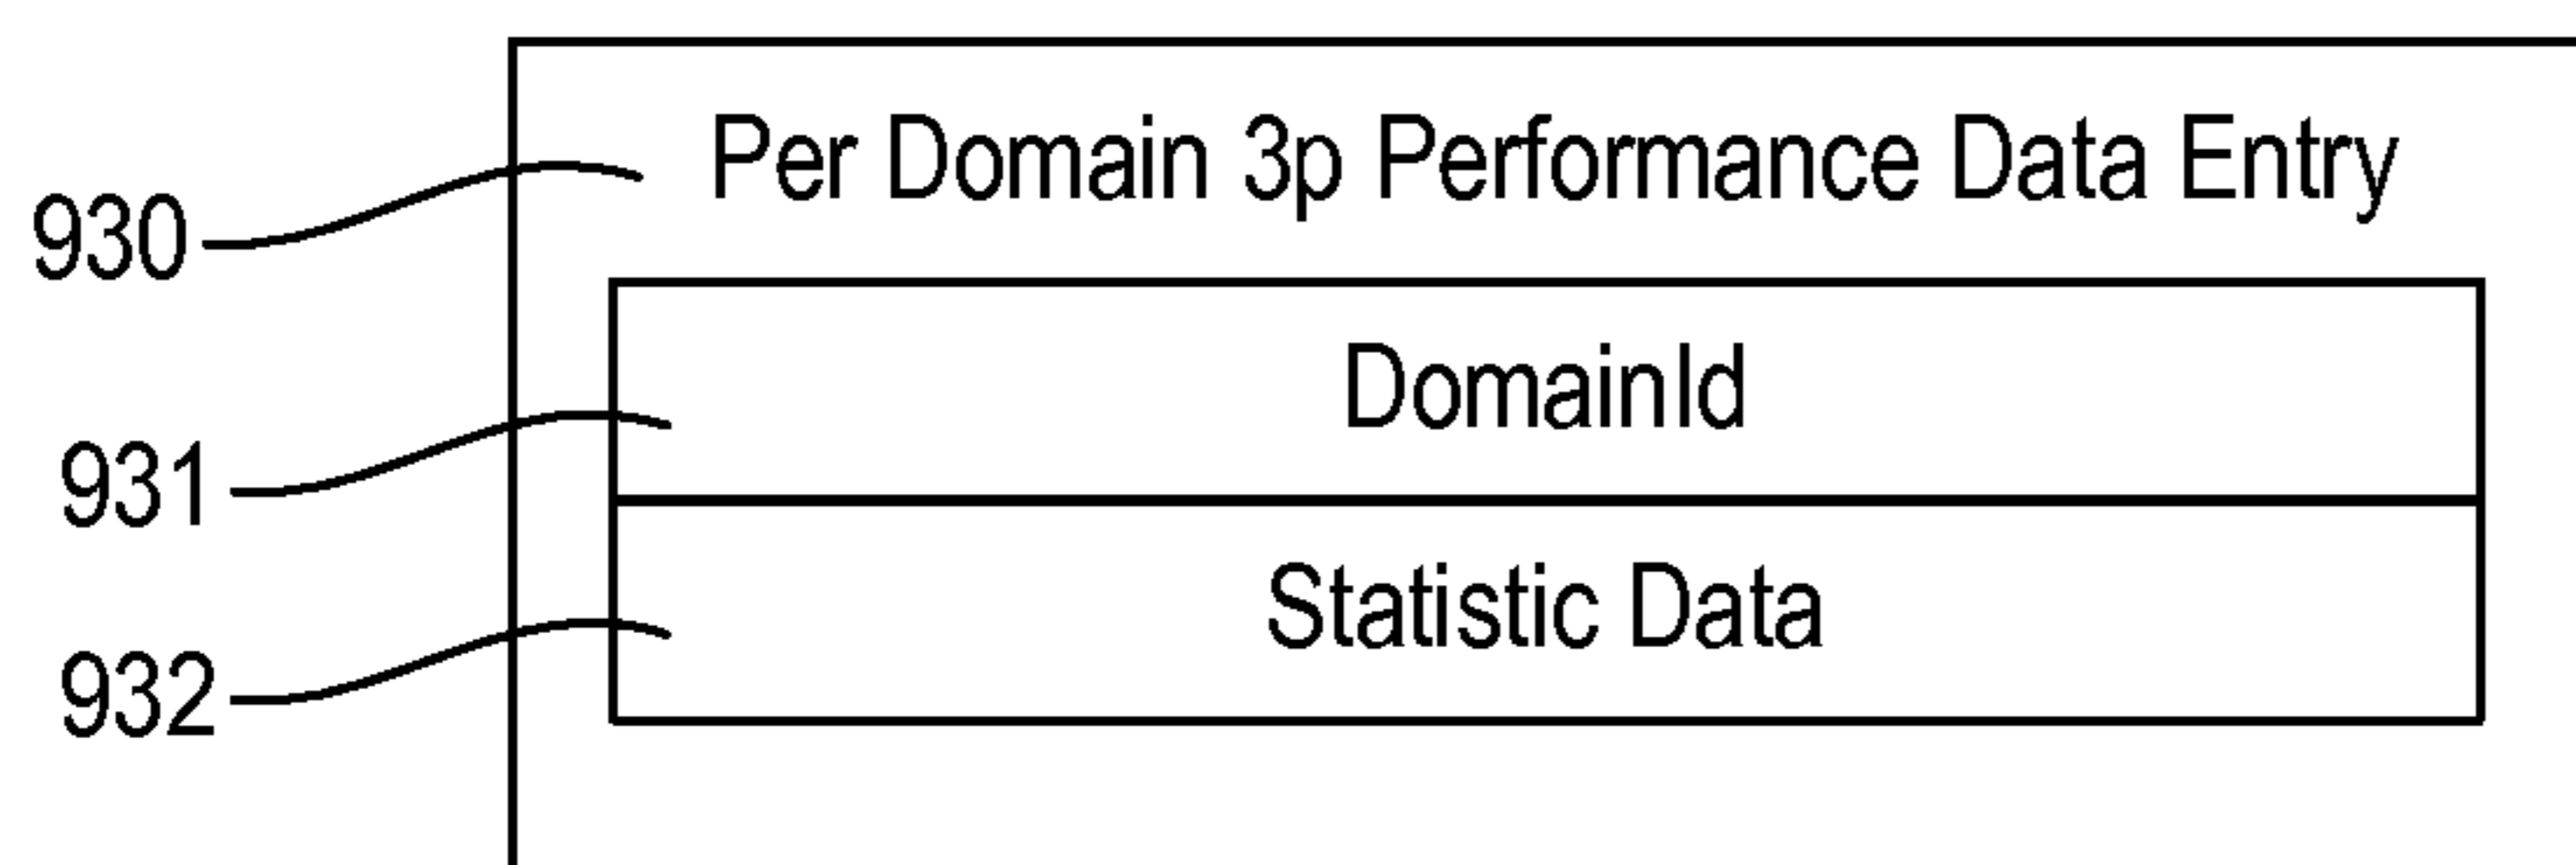 930 Per Domain 3p Performance Data Entry
931 DomainId
932 Statistic Data